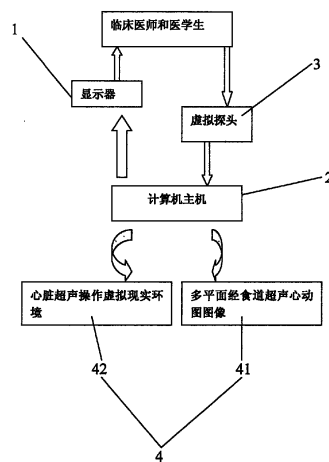 临床医师和医学生
1
显示器
3
虚拟探头
2
计算机主机
心脏超声操作虚拟现实环
境
多平面经食道超声心动
图图像
42
41
4